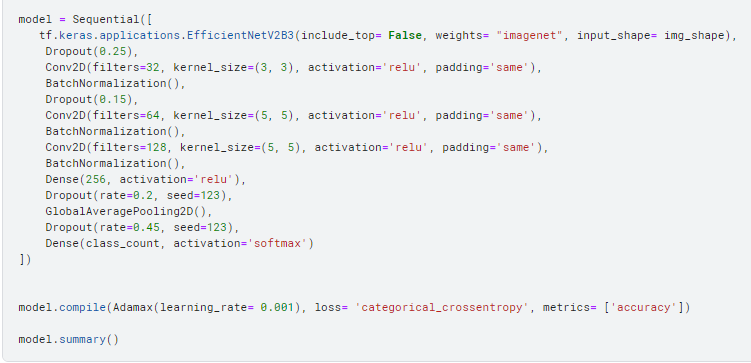 model = Sequential([
   tf.keras.applications.EfficientNetV2B3(include_top= False, weights= "imagenet", input_shape= img_shape),
    Dropout(0.25),
    Conv2D(filters=32, kernel_size=(3, 3), activation='relu', padding='same'),
    BatchNormalization(),
    Dropout(0.15),
    Conv2D(filters=64, kernel_size=(5, 5), activation='relu', padding='same'),
    BatchNormalization(),
    Conv2D(filters=128, kernel_size=(5, 5), activation='relu', padding='same'),
    BatchNormalization(),
    Dense(256, activation='relu'),
    Dropout(rate=0.2, seed=123),
    GlobalAveragePooling2D(),
    Dropout(rate=0.45, seed=123),
    Dense(class_count, activation='softmax')
])
model.compile(Adamax(learning_rate= 0.001), loss= 'categorical_crossentropy', metrics= ['accuracy'])
model.summary()